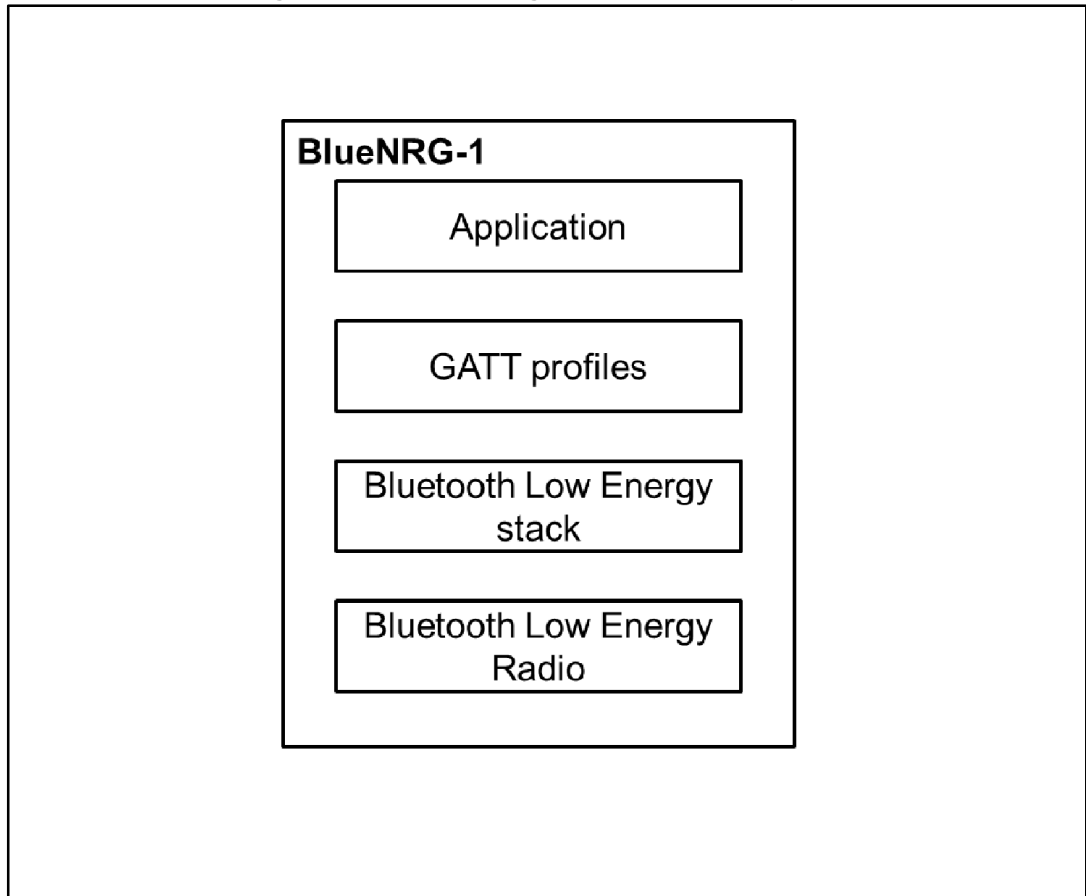 BlueNRG-1
Application
GATT profiles
Bluetooth Low Energy
stack
Bluetooth Low Energy
Radio